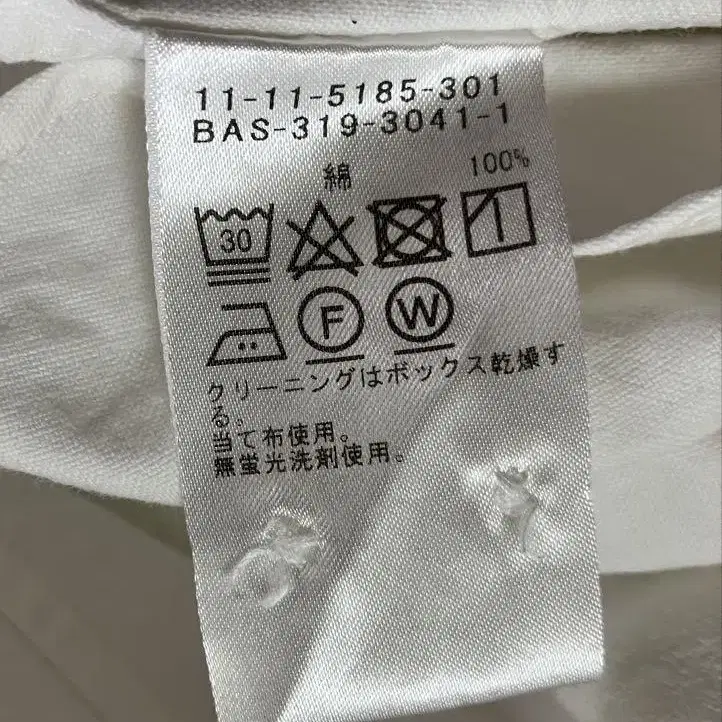 11-11-5185-301
BAS-319-3041-1
綿 100%
30
F W
クリーニングはボックス乾燥す
る。
当て布使用。
無蛍光洗剤使用。